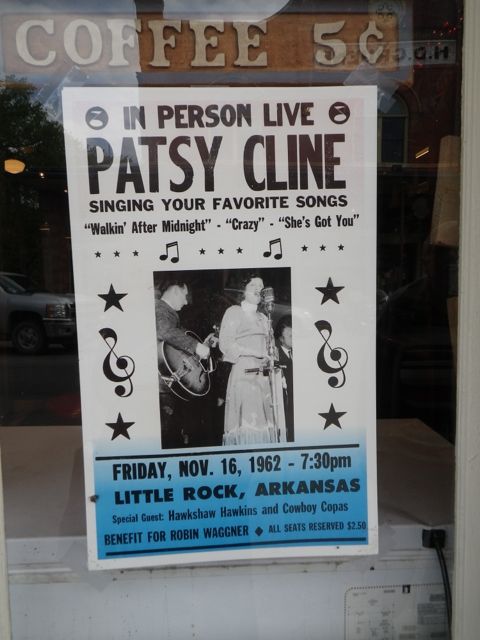 COFFEE 5¢
IN PERSON LIVE
PATSY CLINE
SINGING YOUR FAVORITE SONGS
"Walkin' After Midnight" - "Crazy" - "She's Got You"
FRIDAY, NOV. 16, 1962 - 7:30pm
LITTLE ROCK, ARKANSAS
Special Guest: Hawkshaw Hawkins and Cowboy Copas
BENEFIT FOR ROBIN WAGGNER ◆ ALL SEATS RESERVED $2.50